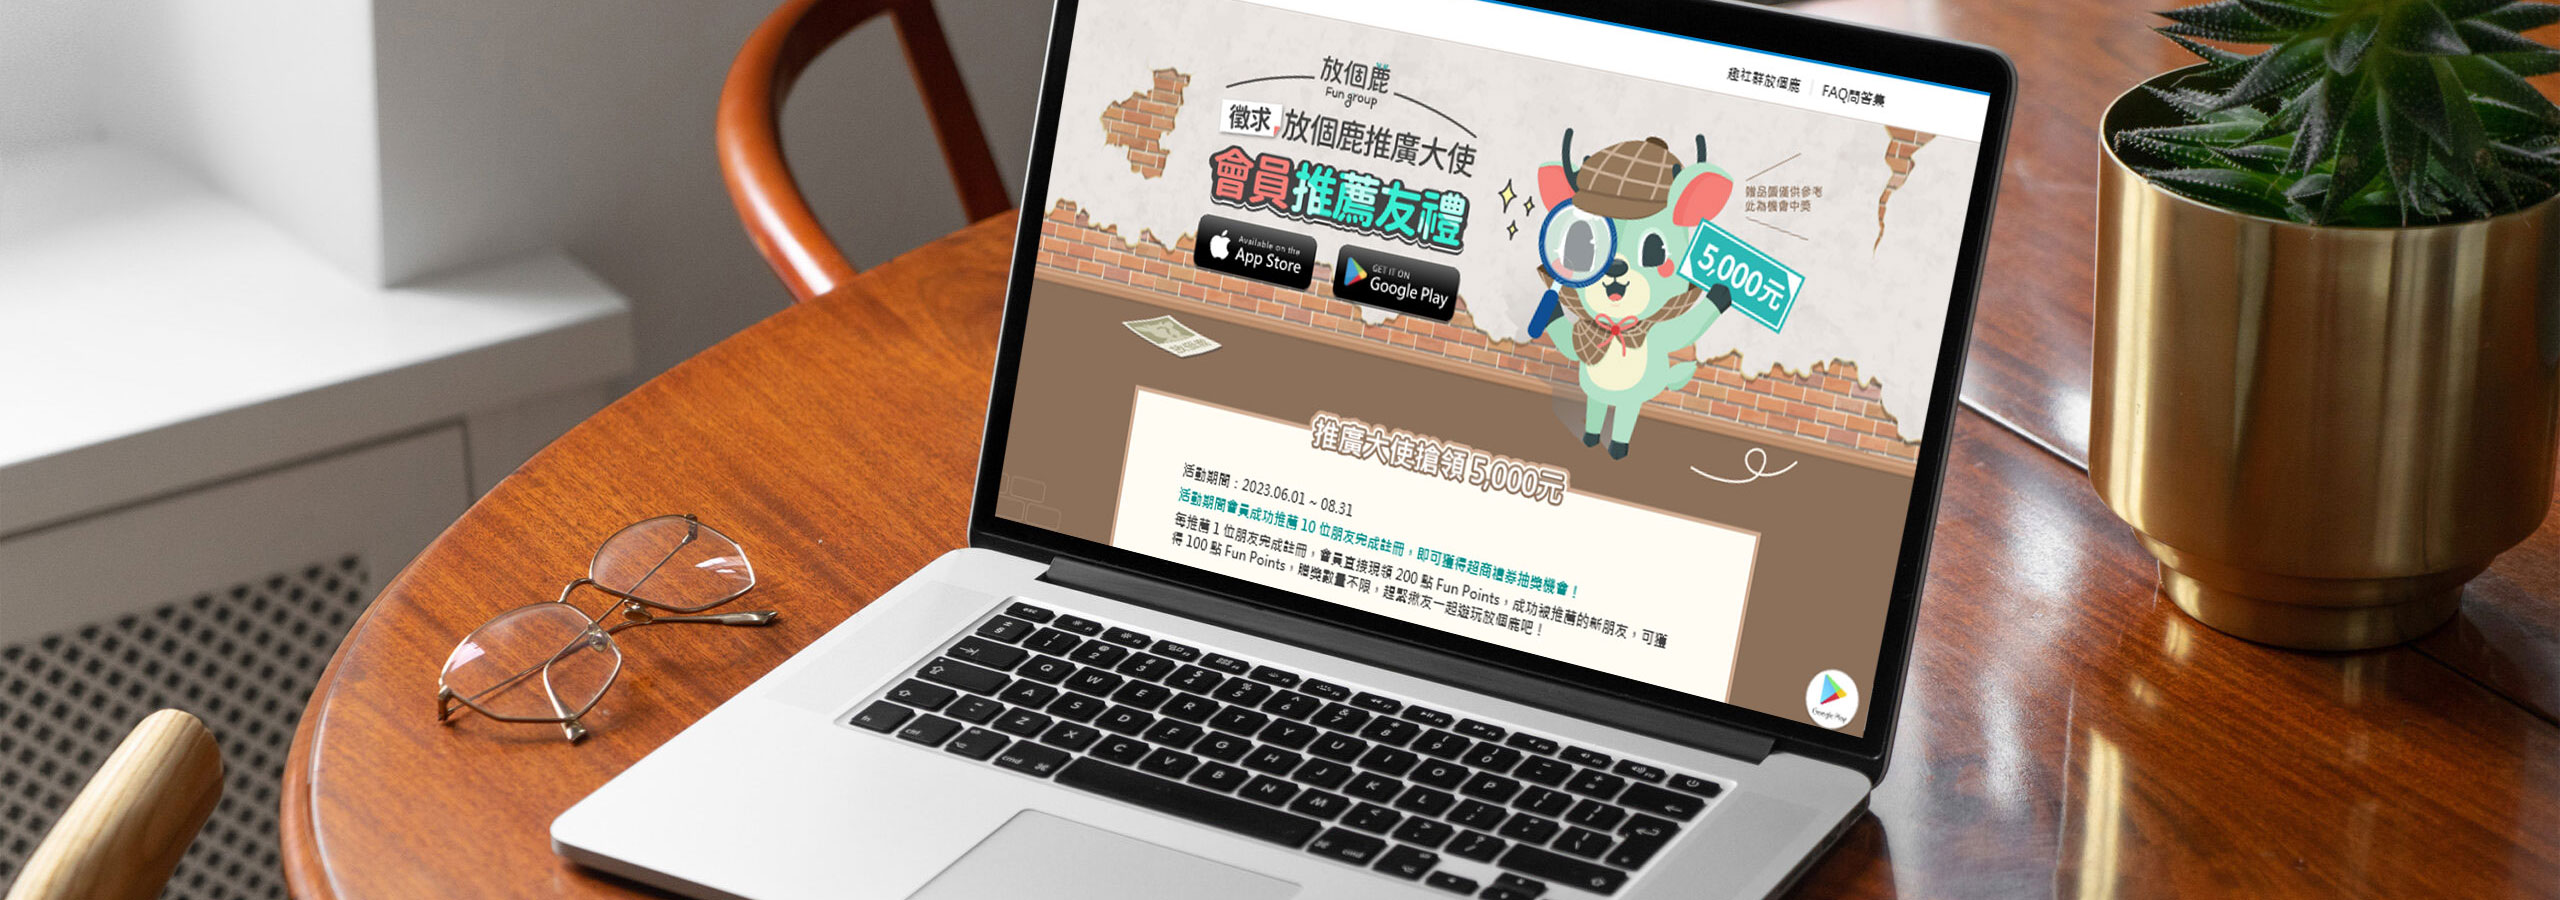 趣社群放個鹿
FAQ問答集
放個鹿
Fun group
徵求
放個鹿推廣大使
會員推薦友禮
Available on the
App Store
GET IT ON
Google Play
贈品圖僅供參考
此為機會中獎
5,000元
推廣大使搶領 5,000元
活動期間：2023.06.01 ~ 08.31
活動期間會員成功推薦 10 位朋友完成註冊，即可獲得超商禮券抽獎機會！
每推薦 1 位朋友完成註冊，會員直接現領 200 點 Fun Points，成功被推薦的新朋友，可獲
得 100 點 Fun Points，贈獎數量不限，趕緊揪友一起遊玩放個鹿吧！
Google Play
esc
Q W E R T Y U I O P
A S D F G H J K L
Z X C V B N M
fn
ctrl
cmd
cmd